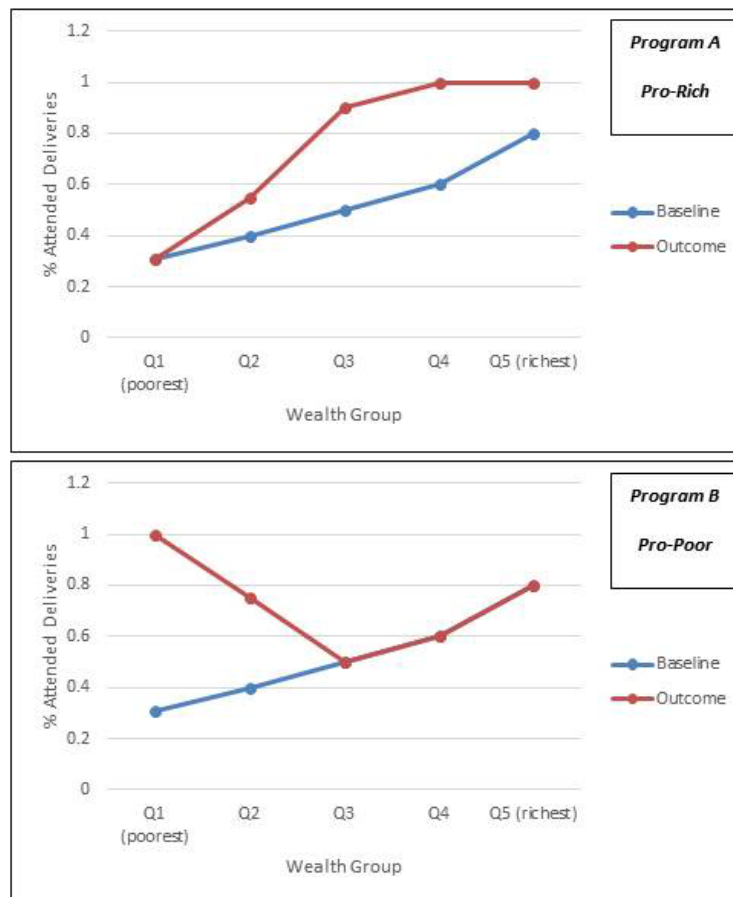 1.2
1
0.8
0.6
0.4
0.2
0
% Attended Deliveries
Q1
(poorest)
Q2
Q3
Q4
Q5 (richest)
Wealth Group
Program A
Pro-Rich
Baseline
Outcome
1.2
1
0.8
0.6
0.4
0.2
0
% Attended Deliveries
Q1
(poorest)
Q2
Q3
Q4
Q5 (richest)
Wealth Group
Program B
Pro-Poor
Baseline
Outcome